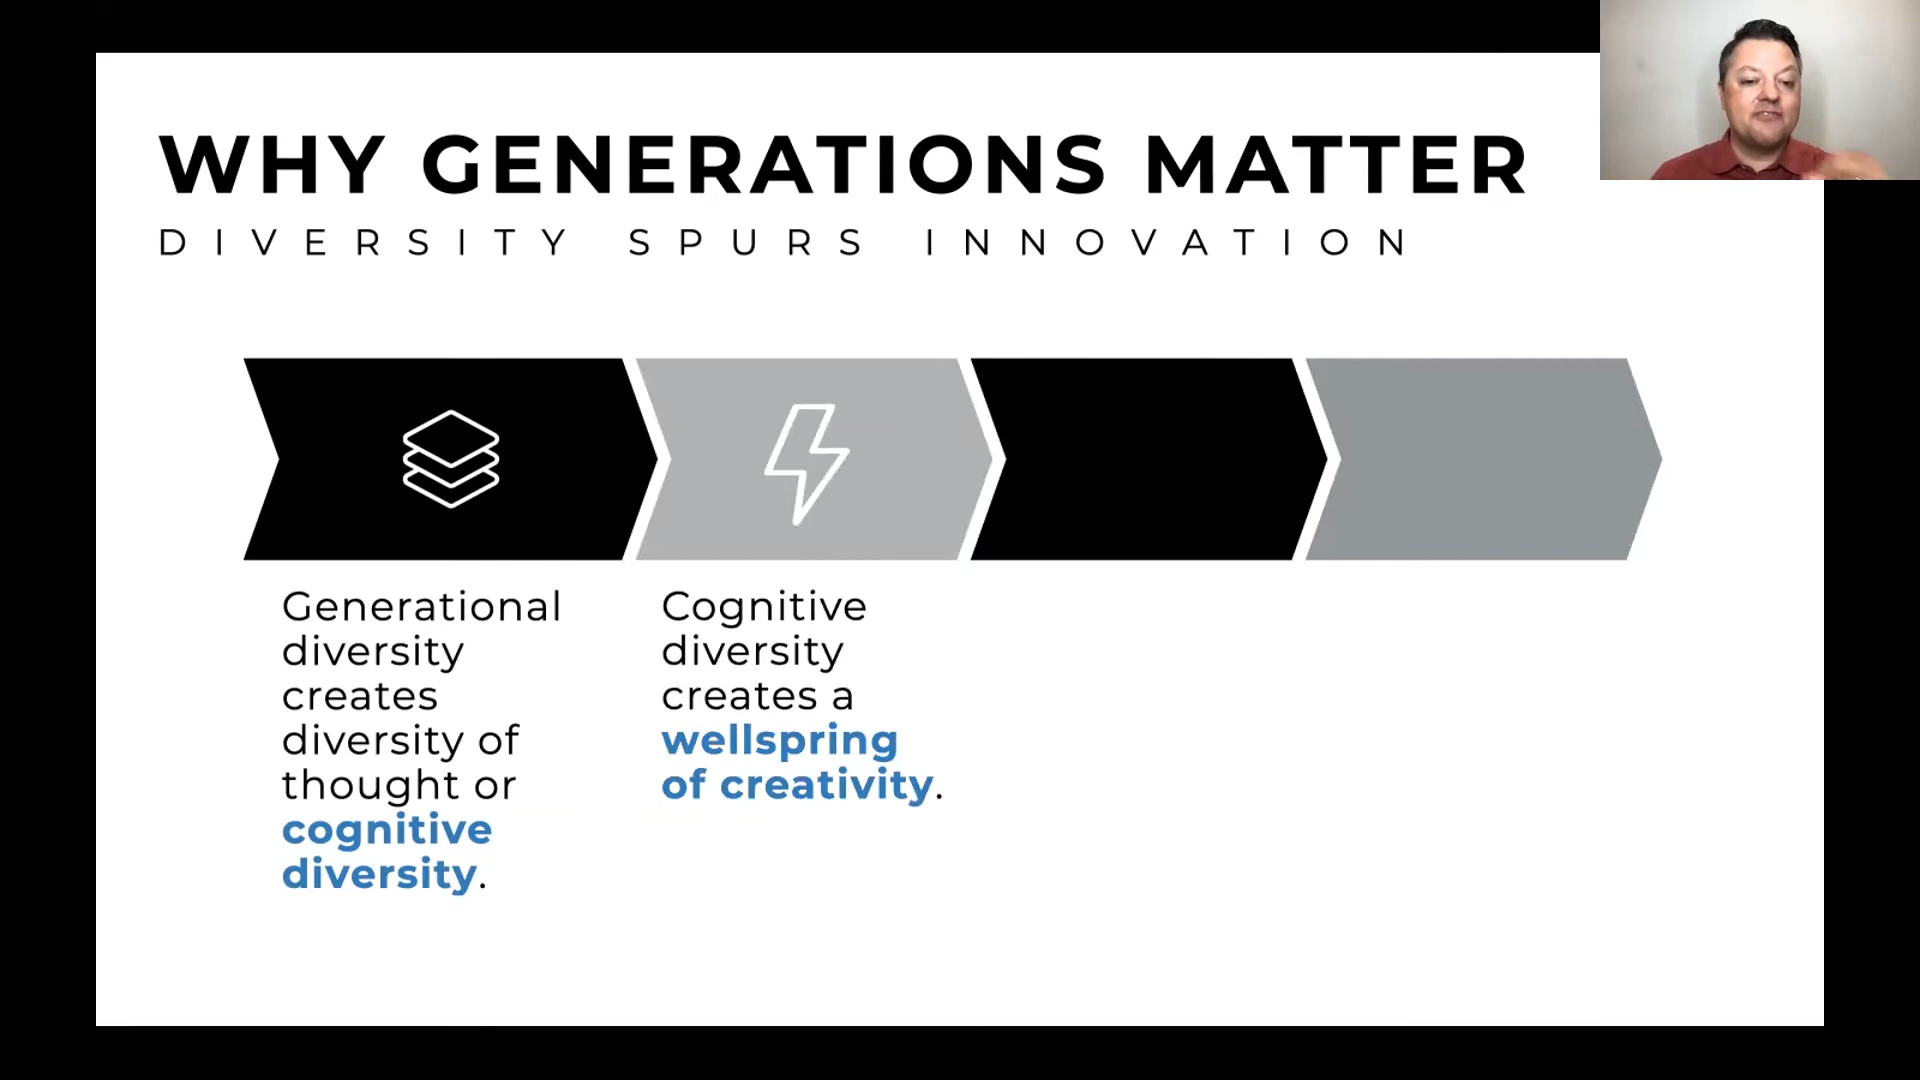 WHY GENERATIONS MATTER
DIVERSITY SPURS INNOVATION
Generational
diversity
creates
diversity of
thought or
cognitive
diversity.
Cognitive
diversity
creates a
wellspring
of creativity.